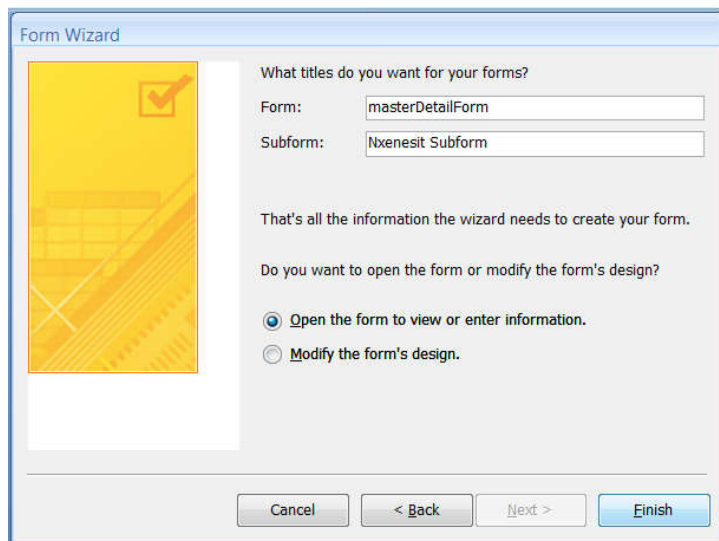 Form Wizard
What titles do you want for your forms?
Form: masterDetailForm
Subform: Nxenesit Subform
That's all the information the wizard needs to create your form.
Do you want to open the form or modify the form's design?
Open the form to view or enter information.
Modify the form's design.
Cancel < Back Next > Finish